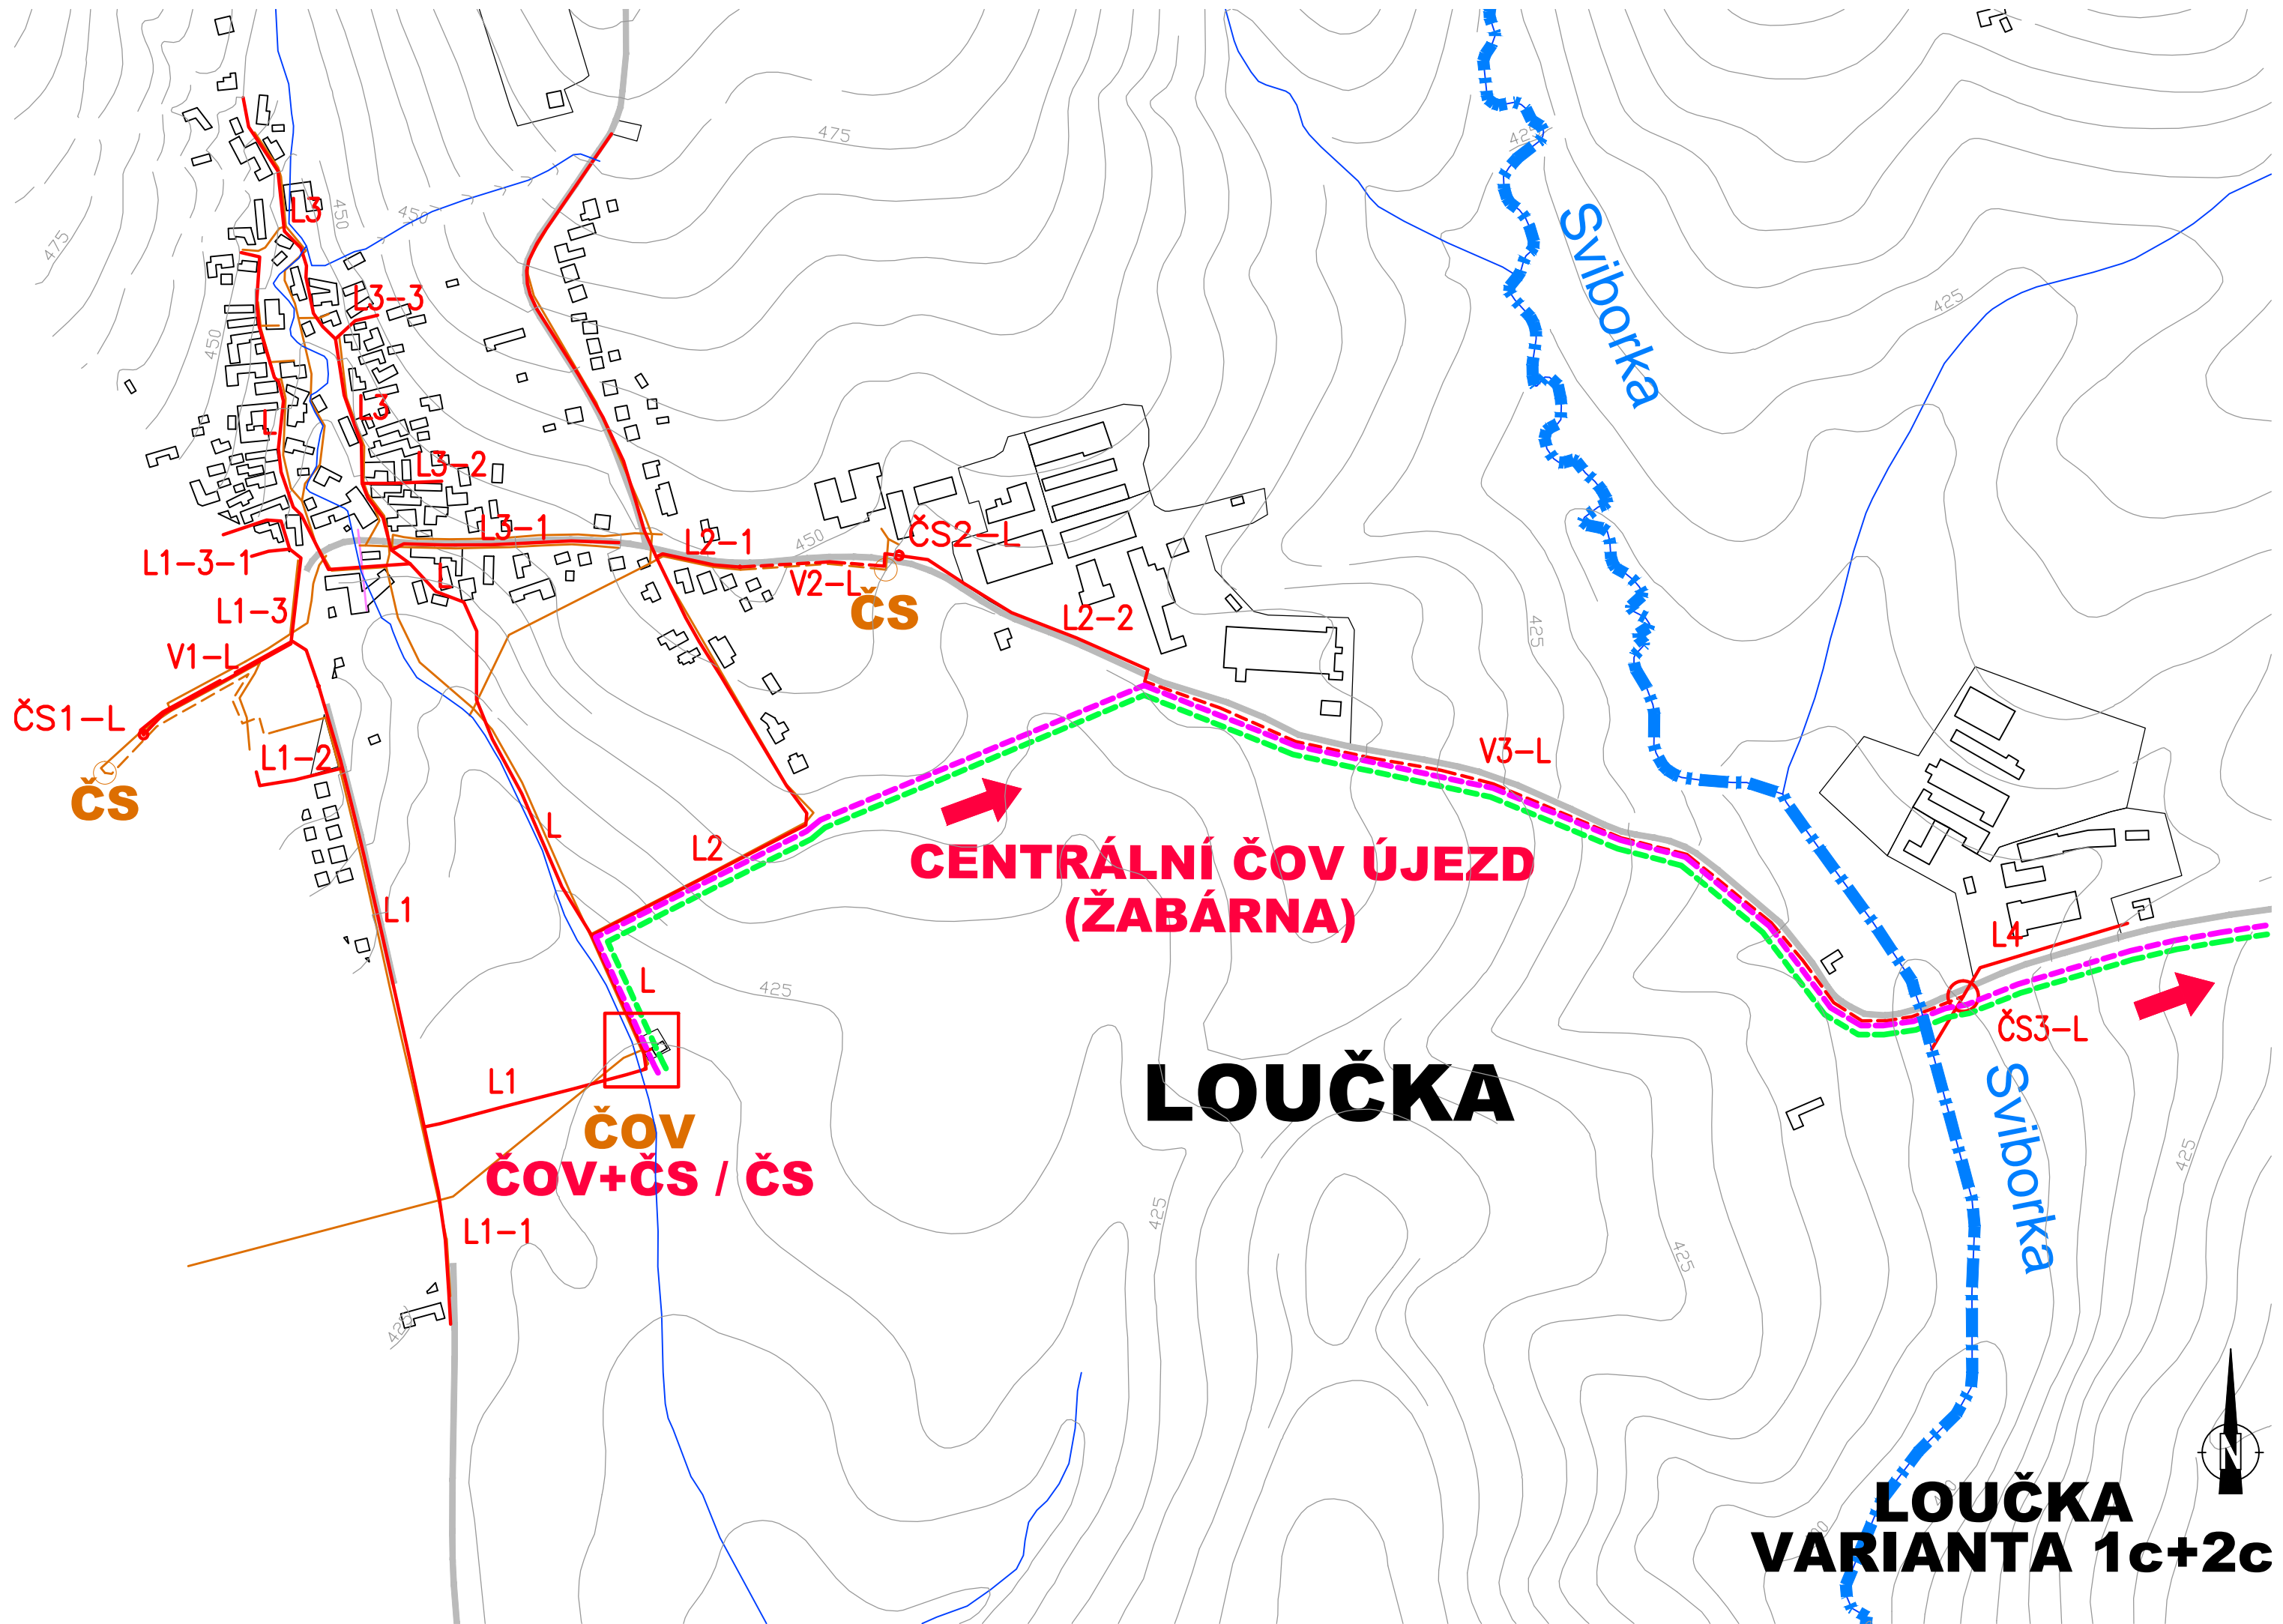 475
425
L3
450
450
475
Sviborka
L3-3
425
450
L3
L
L3-2
L3-1
L2-1
450
ČS2-L
L1-3-1
L
V2-L
ČS
L1-3
L2-2
425
V1-L
ČS1-L
L1-2
V3-L
ČS
L
L2
CENTRÁLNÍ ČOV ÚJEZD
(ŽABÁRNA)
L1
L4
L
425
ČS3-L
L1
LOUČKA
Sviborka
ČOV
ČOV+ČS / ČS
425
425
L1-1
425
425
N
LOUČKA
VARIANTA 1c+2c